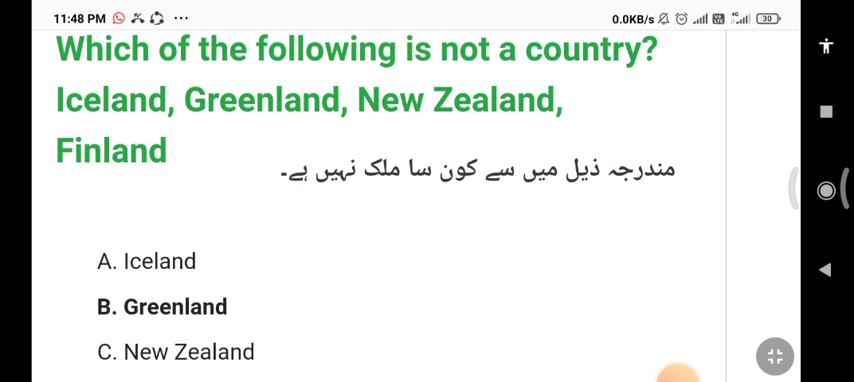 11:48 PM ... 0.0KB/s 4G 30
Which of the following is not a country?
Iceland, Greenland, New Zealand,
Finland
مندرجہ ذیل میں سے کون سا ملک نہیں ہے۔
A. Iceland
B. Greenland
C. New Zealand